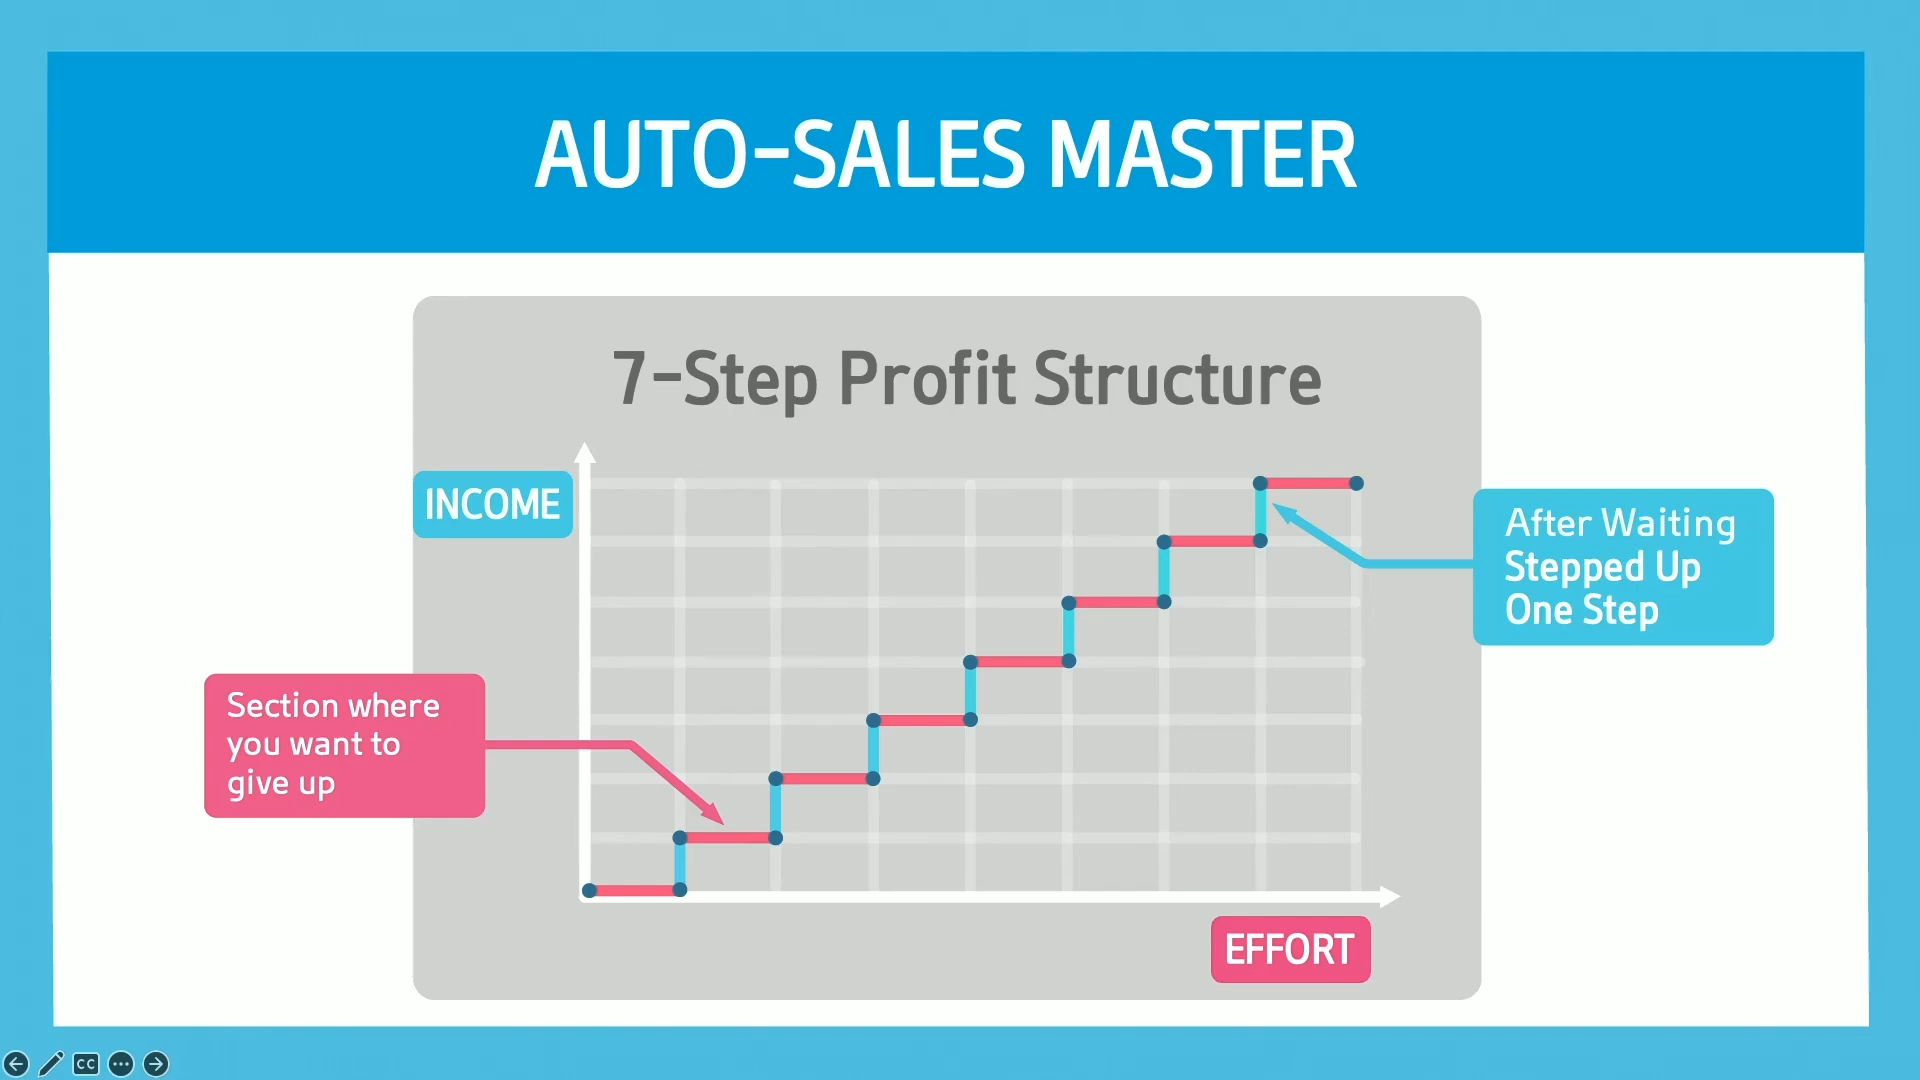 AUTO-SALES MASTER
7-Step Profit Structure
INCOME
After Waiting
Stepped Up
One Step
Section where
you want to
give up
EFFORT
CC